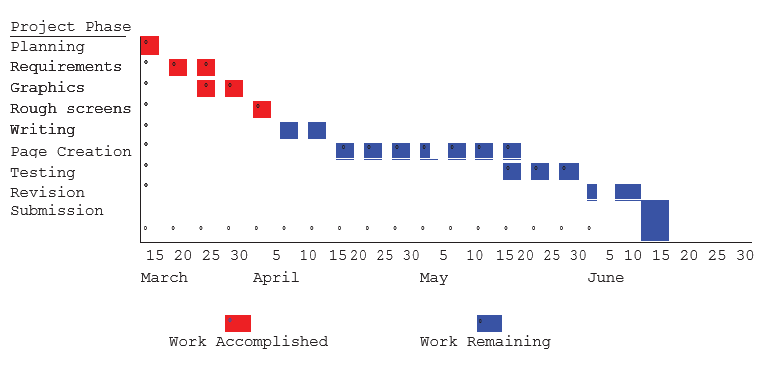 Project Phase
Planning
Requirements
Graphics
Rough screens
Writing
Page Creation
Testing
Revision
Submission
15 20 25 30 5 10 15 20 25 30 5 10 15 20 25 30 5 10 15 20 25 30
March April May June
Work Accomplished Work Remaining